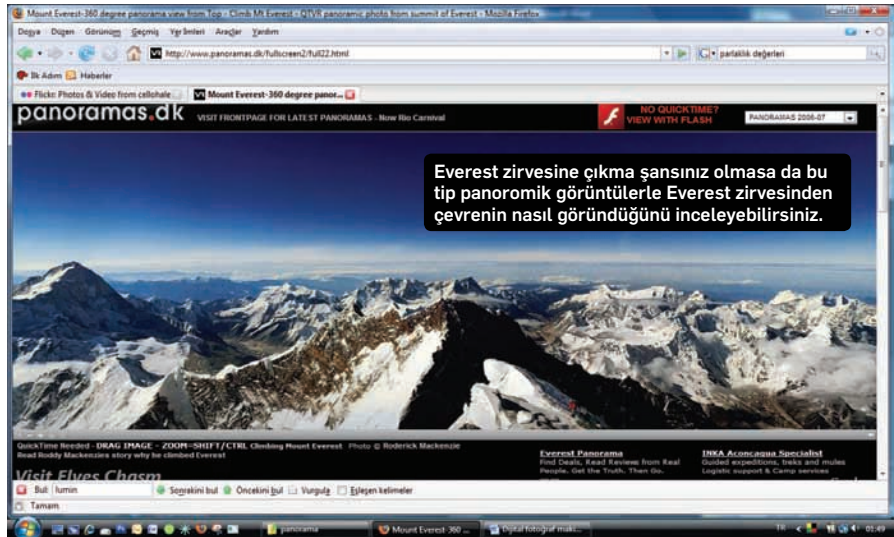 Mount Everest-360 degree panorama view from Top - Climb Mt Everest - QTVR panoramic photo from summit of Everest - Mozilla Firefox
Dosya Düzen Görünüm Geçmiş Yer İmleri Araçlar Yardım
http://www.panoramas.dk/fullscreen2/full22.html
parlaklık değerleri
İlk Adım Haberler
Flickr: Photos & Video from cellohale
Mount Everest-360 degree panor...
panoramas.dk VISIT FRONTPAGE FOR LATEST PANORAMAS - Now Rio Carnival
NO QUICKTIME?
VIEW WITH FLASH
PANORAMAS 2006-07
Everest zirvesine çıkma şansınız olmasa da bu
tip panoromik görüntülerle Everest zirvesinden
çevrenin nasıl göründüğünü inceleyebilirsiniz.
QuickTime Needed - DRAG IMAGE - ZOOM=SHIFT/CTRL Climbing Mount Everest Photo © Roderick Mackenzie
Read Roddy Mackenzies story why he climbed Everest
Everest Panorama
Find Deals, Read Reviews from Real
People. Get the Truth. Then Go.
INKA Aconcagua Specialist
Guided expeditions, treks and mules
Logistic support & Camp services
Visit Elves Chasm
Bul: lumin Sonrakini bul Öncekini bul Vurgula Eşleşen kelimeler
Tamam
panorama
Mount Everest-360 ...
Dijital fotoğraf maki...
TR
01:49